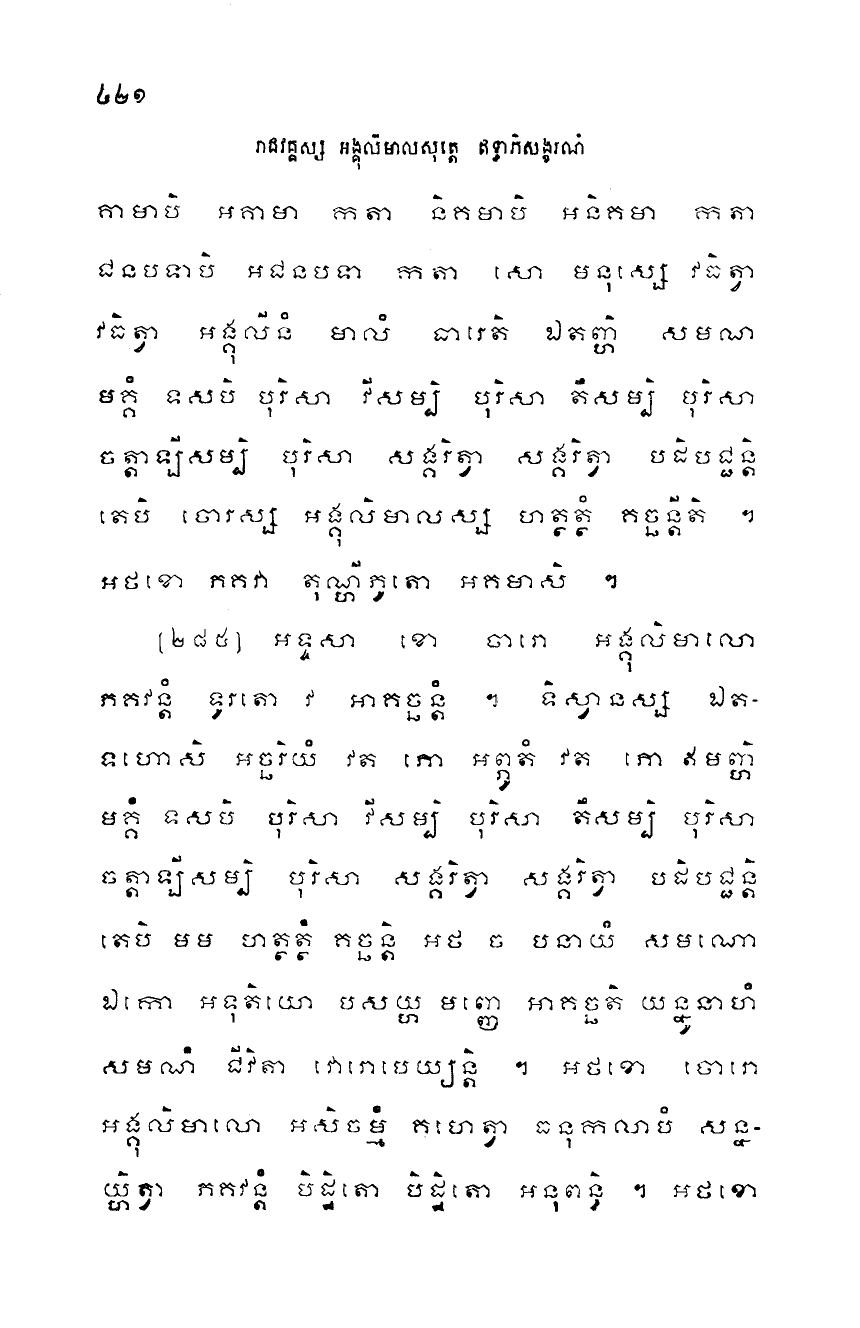 ៤៤១
រាជវគ្គស្ស អង្គុលិមាលសុត្តេ ឥទ្ធាភិសង្ខរណំ
គាមាបិ អគាមា កតា និគមាបិ អនិគមា កតា
ជនបទាបិ អជនបទា កតា សោ មនុស្សេ វធិត្វា
វធិត្វា អង្គុលីនំ មាលំ ធារេតិ ឯតញ្ហិ សមណ
មគ្គំ ទសបិ បុរិសា វីសម្បិ បុរិសា តឹសម្បិ បុរិសា
ចត្តាឡីសម្បិ បុរិសា សង្គរិត្វា សង្គរិត្វា បដិបជ្ជន្តិ
តេបិ ចោរស្ស អង្គុលិមាលស្ស ហត្ថត្ថំ គច្ឆន្តីតិ ។
អថខោ ភគវា តុណ្ហីភូតោ អគមាសិ ។
[២៨៥] អទ្ទសា ខោ ចោរោ អង្គុលិមាលោ
ភគវន្តំ ទូរតោ វ អាគច្ឆន្តំ ។ ទិស្វានស្ស ឯត-
ទហោសិ អច្ឆរិយំ វត ភោ អព្ភូតំ វត ភោ ឥមញ្ហិ
មគ្គំ ទសបិ បុរិសា វីសម្បិ បុរិសា តឹសម្បិ បុរិសា
ចត្តាឡីសម្បិ បុរិសា សង្គរិត្វា សង្គរិត្វា បដិបជ្ជន្តិ
តេបិ មម ហត្ថត្ថំ គច្ឆន្តិ អថ ច បនាយំ សមណោ
ឯកោ អទុតិយោ បសយ្ហ មញ្ញេ អាគច្ឆតិ យន្នូនាហំ
សមណំ ជីវិតា វោរោបេយ្យន្តិ ។ អថខោ ចោរោ
អង្គុលិមាលោ អសិចម្មំ គហេត្វា ធនុកលាបំ សន្ន-
យ្ហិត្វា ភគវន្តំ បិដ្ឋិតោ បិដ្ឋិតោ អនុពន្ធិ ។ អថខោ